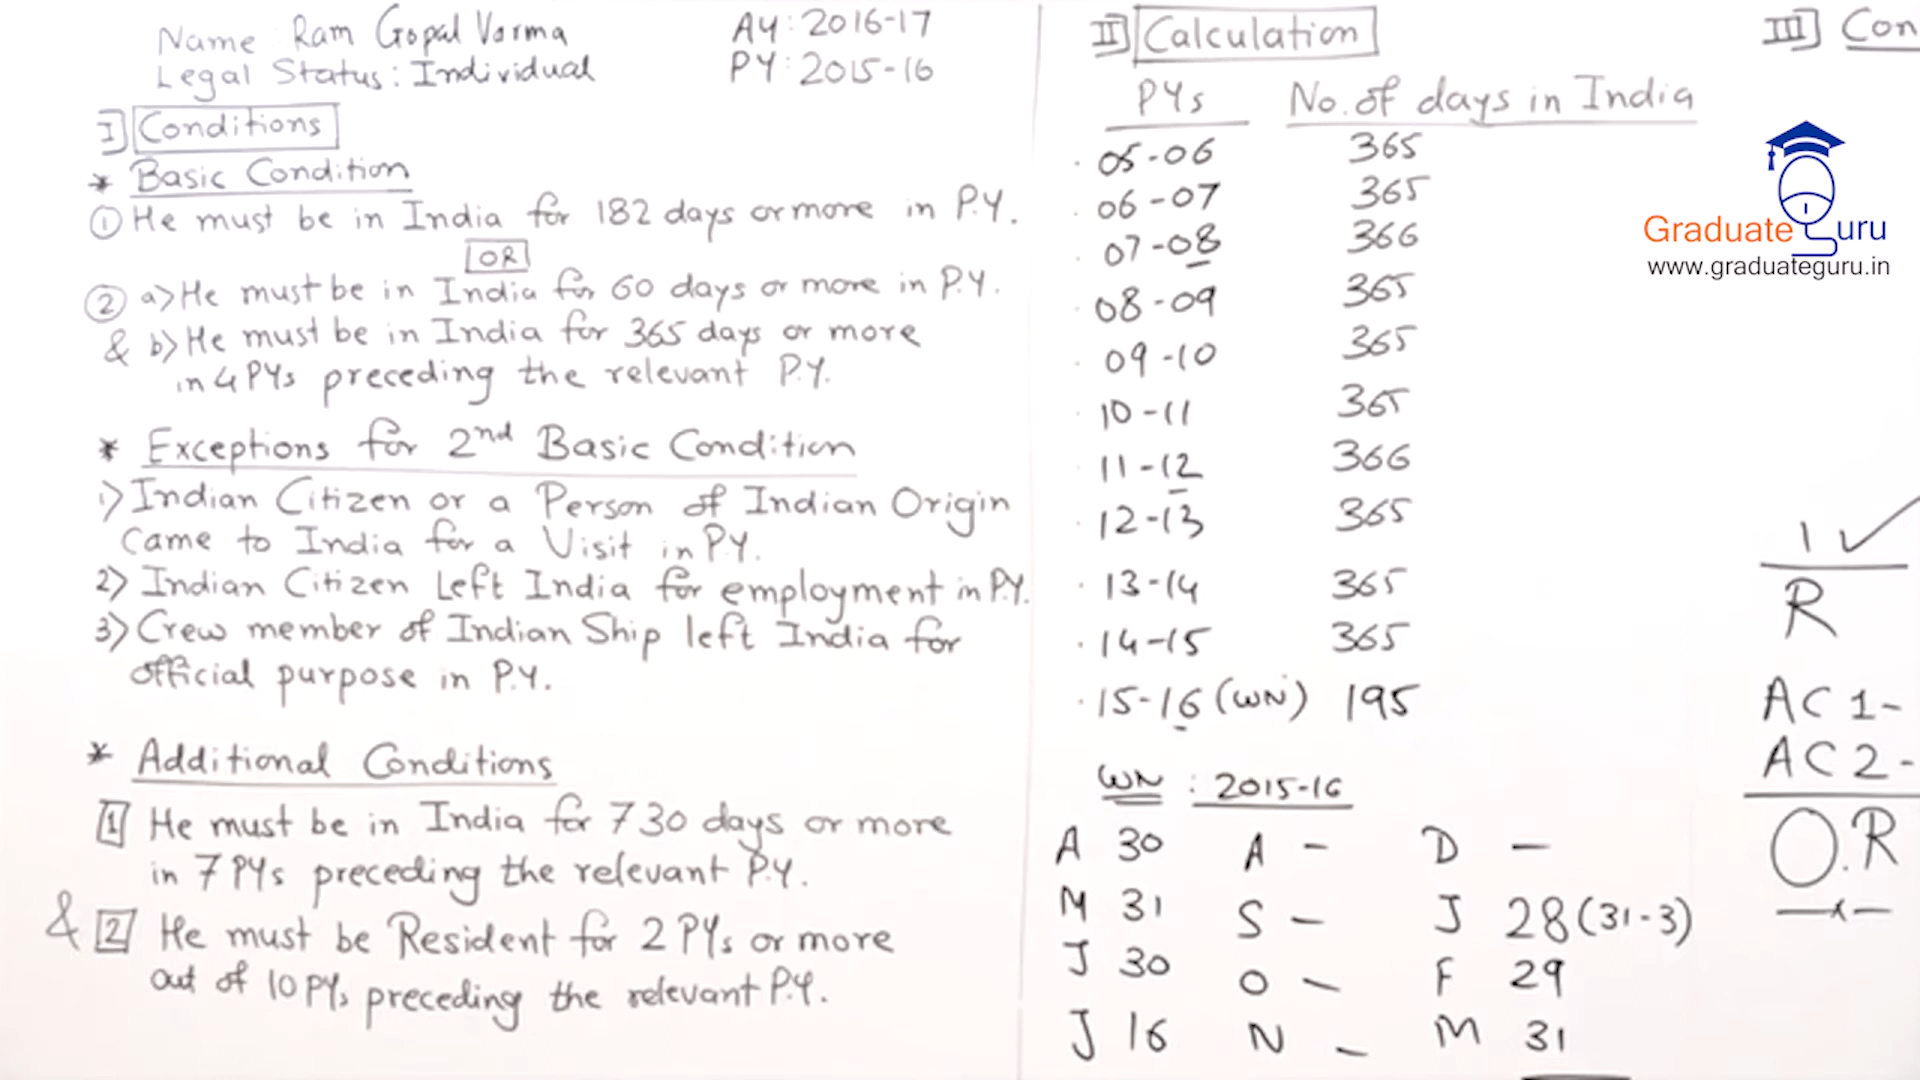 Name : Ram Gopal Varma
AY : 2016-17
Legal Status : Individual
PY : 2015-16
I] Conditions
* Basic Condition
① He must be in India for 182 days or more in P.Y.
OR
② a) He must be in India for 60 days or more in P.Y.
& b) He must be in India for 365 days or more
in 4 PYs preceding the relevant P.Y.
* Exceptions for 2nd Basic Condition
1) Indian Citizen or a Person of Indian Origin
Came to India for a Visit in P.Y.
2) Indian Citizen Left India for employment in P.Y.
3) Crew member of Indian Ship left India for
official purpose in P.Y.
* Additional Conditions
1 He must be in India for 730 days or more
in 7 PYs preceding the relevant P.Y.
& 2 He must be Resident for 2 PYs or more
out of 10 PYs preceding the relevant P.Y.
II] Calculation
PYs No. of days in India
05-06 365
06-07 365
07-08 366
08-09 365
09-10 365
10-11 365
11-12 366
12-13 365
13-14 365
14-15 365
15-16 (WN) 195
WN : 2015-16
A 30 A - D -
M 31 S - J 28 (31-3)
J 30 O - F 29
J 16 N - M 31
III] Con
Graduate Guru
www.graduateguru.in
1 ✓
R
AC 1-
AC 2-
O.R
—x—